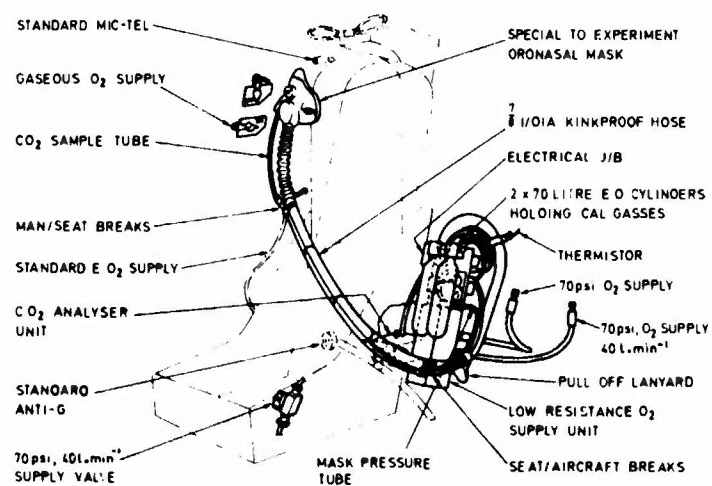 STANDARD MIC-TEL
GASEOUS O₂ SUPPLY
CO₂ SAMPLE TUBE
MAN/SEAT BREAKS
STANDARD E O₂ SUPPLY
CO₂ ANALYSER
UNIT
STANDARD
ANTI-G
70psi, 40l.min⁻¹
SUPPLY VALVE
MASK PRESSURE
TUBE
SPECIAL TO EXPERIMENT
ORONASAL MASK
7/8 I/DIA KINKPROOF HOSE
ELECTRICAL J/B
2 x 70 LITRE E O CYLINDERS
HOLDING CAL GASSES
THERMISTOR
70psi O₂ SUPPLY
70psi, O₂ SUPPLY
40 l.min⁻¹
PULL OFF LANYARD
LOW RESISTANCE O₂
SUPPLY UNIT
SEAT/AIRCRAFT BREAKS